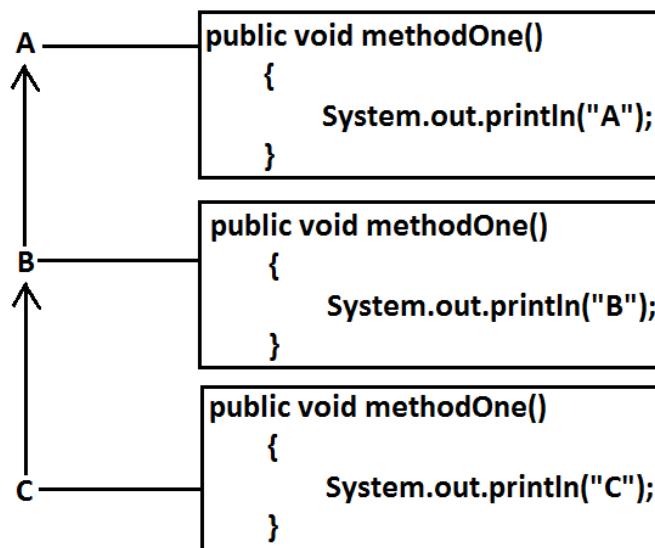 A
public void methodOne()
{
System.out.println("A");
}
B
public void methodOne()
{
System.out.println("B");
}
C
public void methodOne()
{
System.out.println("C");
}